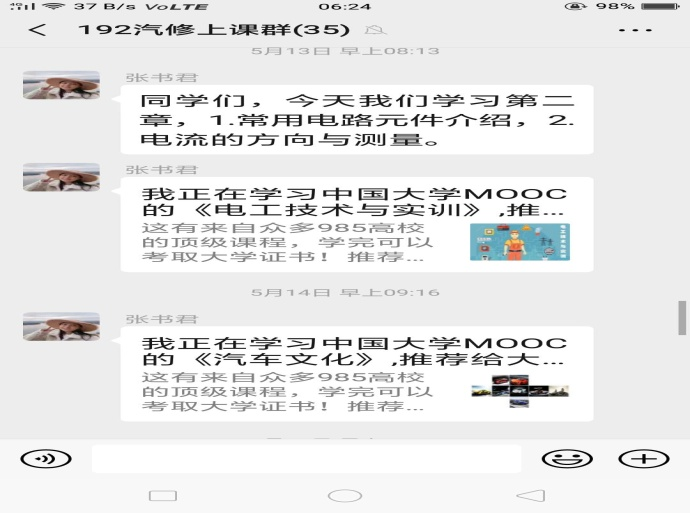 4G 37 B/s VoLTE 06:24 98%
192汽修上课群(35)
5月13日 早上08:13
张书君
同学们，今天我们学习第二
章，1.常用电路元件介绍，2.
电流的方向与测量。
张书君
我正在学习中国大学MOOC
的《电工技术与实训》,推...
这有来自众多985高校
的顶级课程，学完可以
考取大学证书！推荐...
5月14日 早上09:16
张书君
我正在学习中国大学MOOC
的《汽车文化》,推荐给大...
这有来自众多985高校
的顶级课程，学完可以
考取大学证书！推荐...